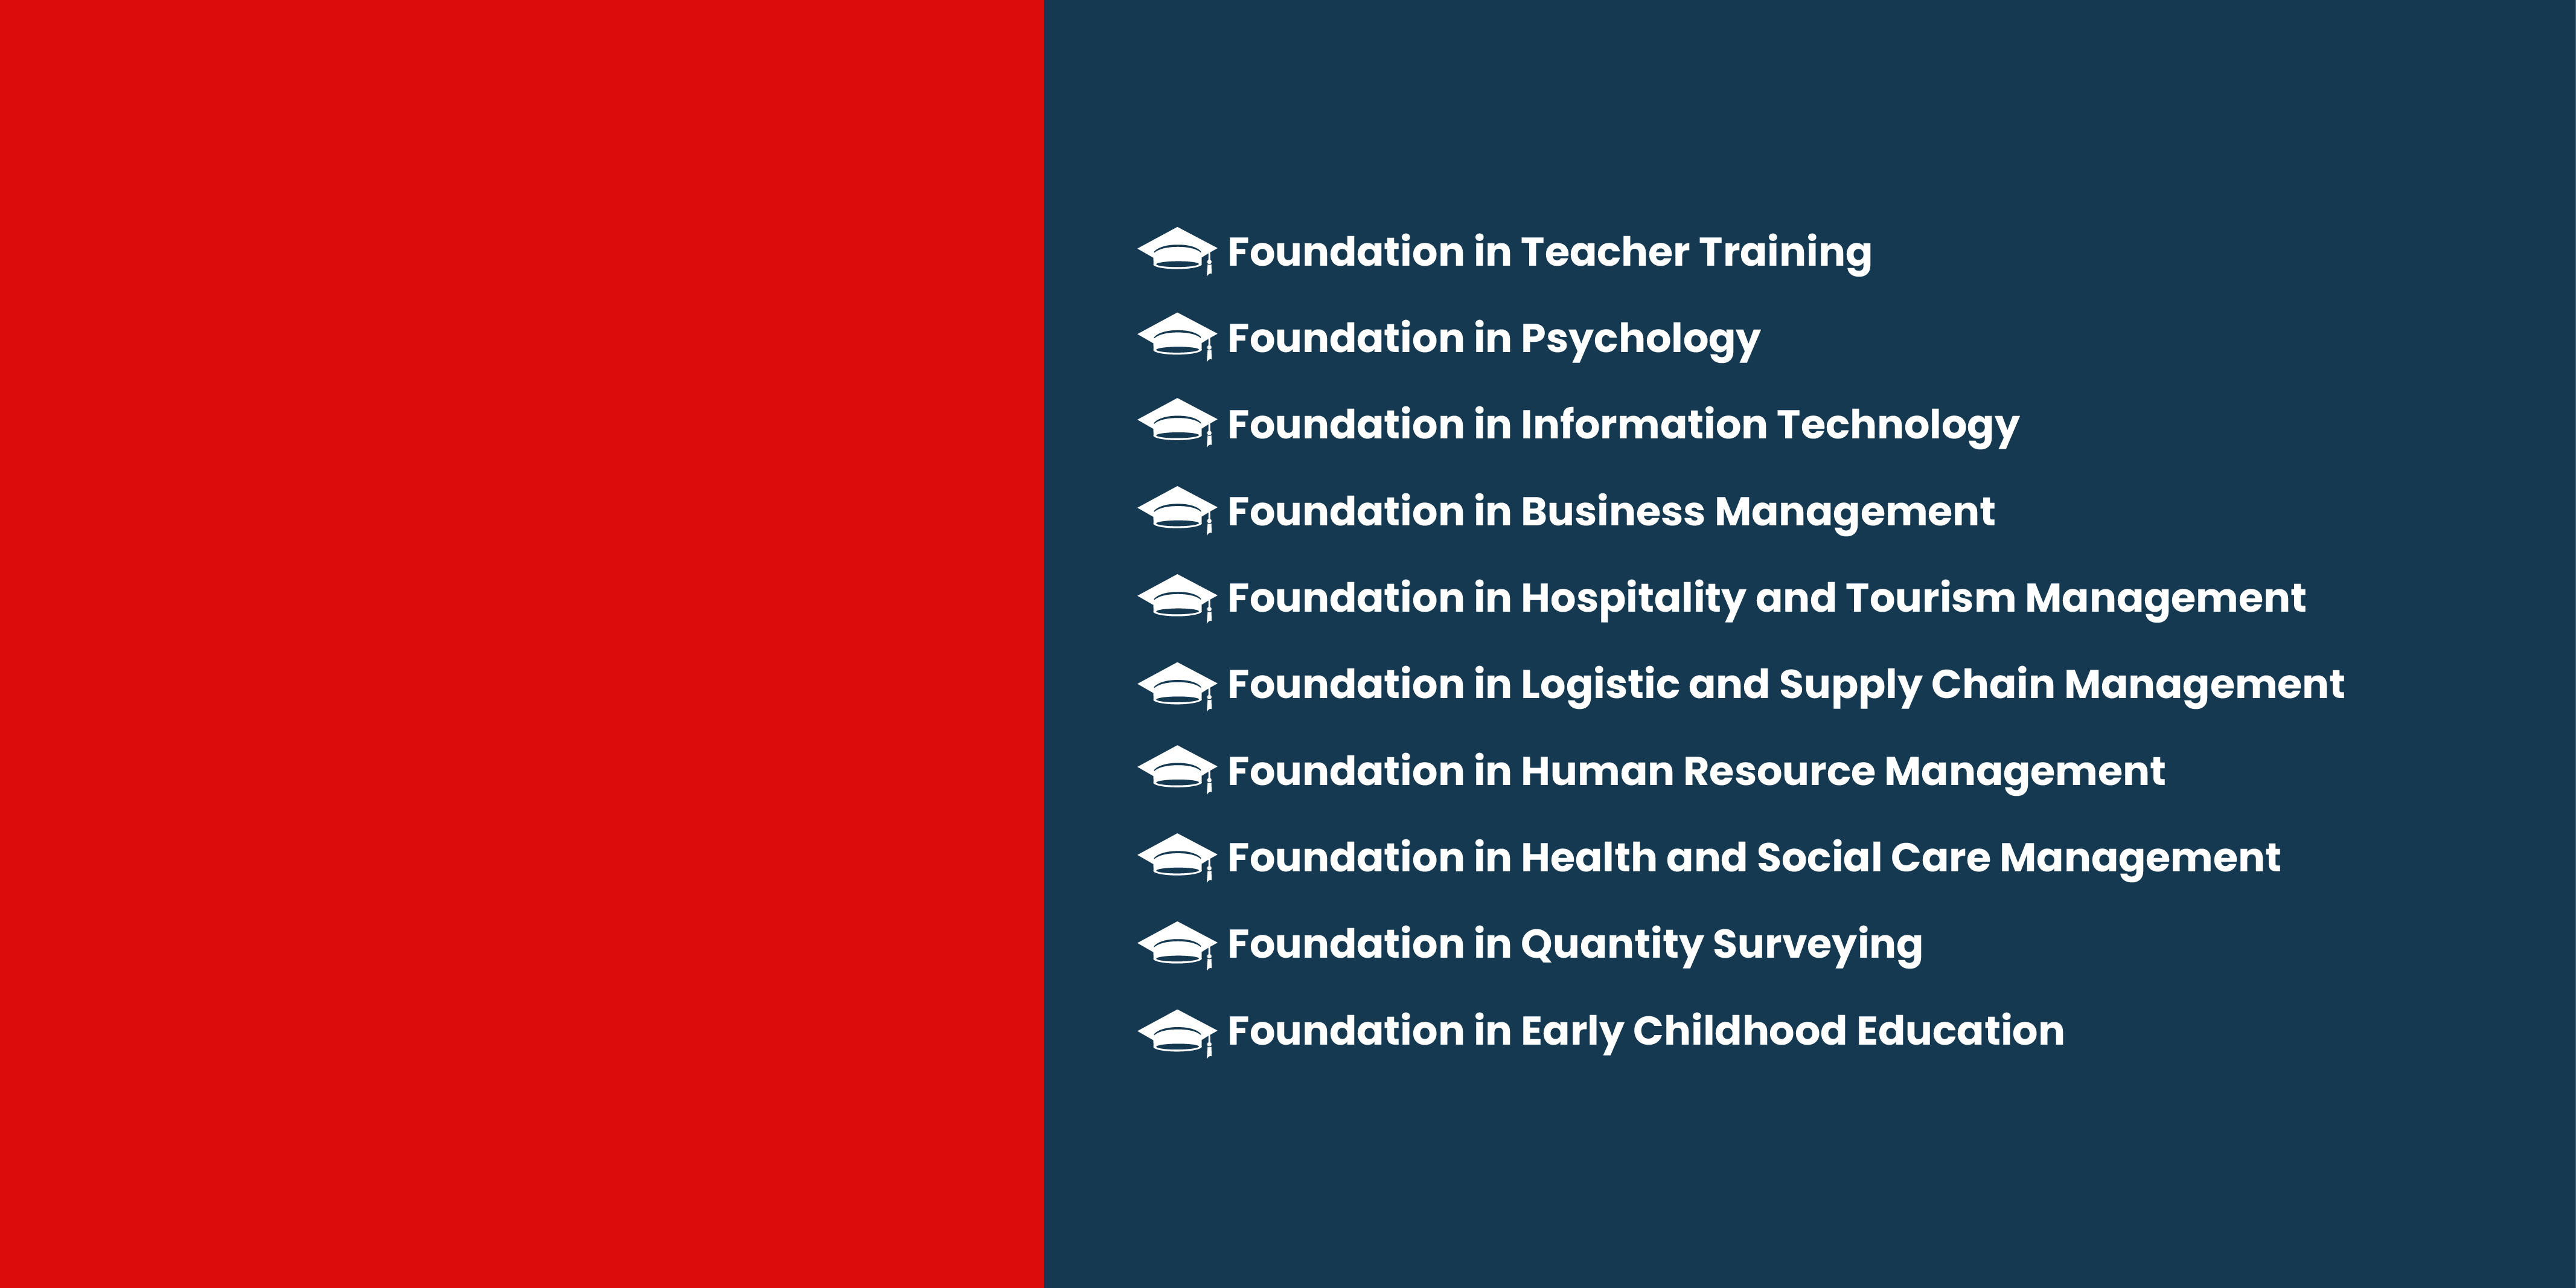 Foundation in Teacher Training
Foundation in Psychology
Foundation in Information Technology
Foundation in Business Management
Foundation in Hospitality and Tourism Management
Foundation in Logistic and Supply Chain Management
Foundation in Human Resource Management
Foundation in Health and Social Care Management
Foundation in Quantity Surveying
Foundation in Early Childhood Education